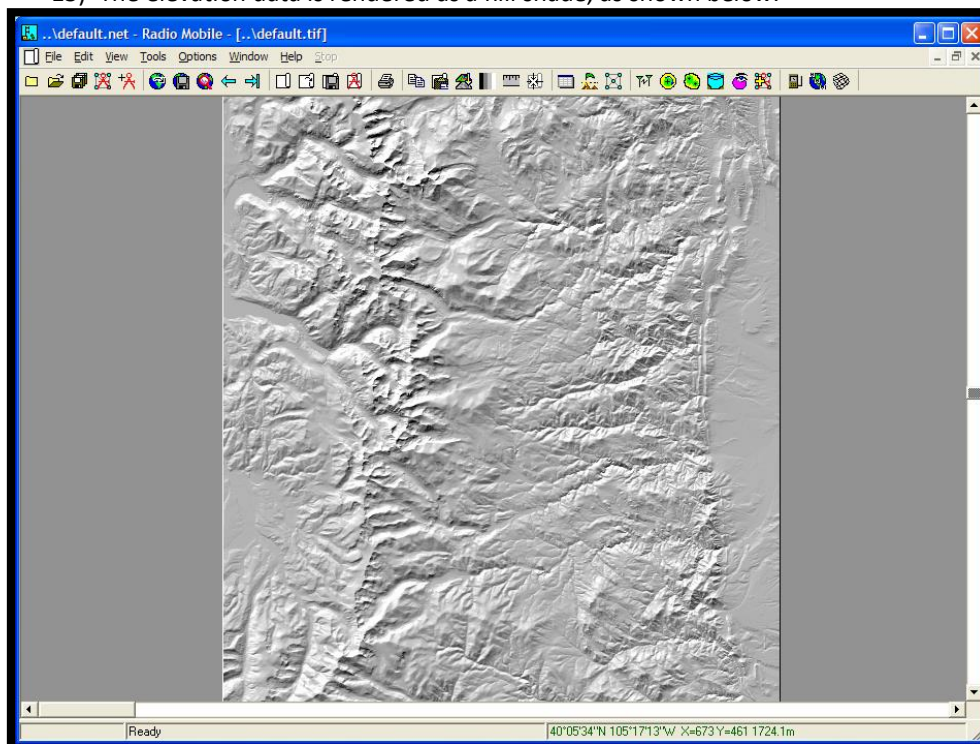 The elevation data is rendered as a hill shade, as shown below.
..\default.net - Radio Mobile - [..\default.tif]
File Edit View Tools Options Window Help Stop
Ready
40°05'34"N 105°17'13"W X=673 Y=461 1724.1m